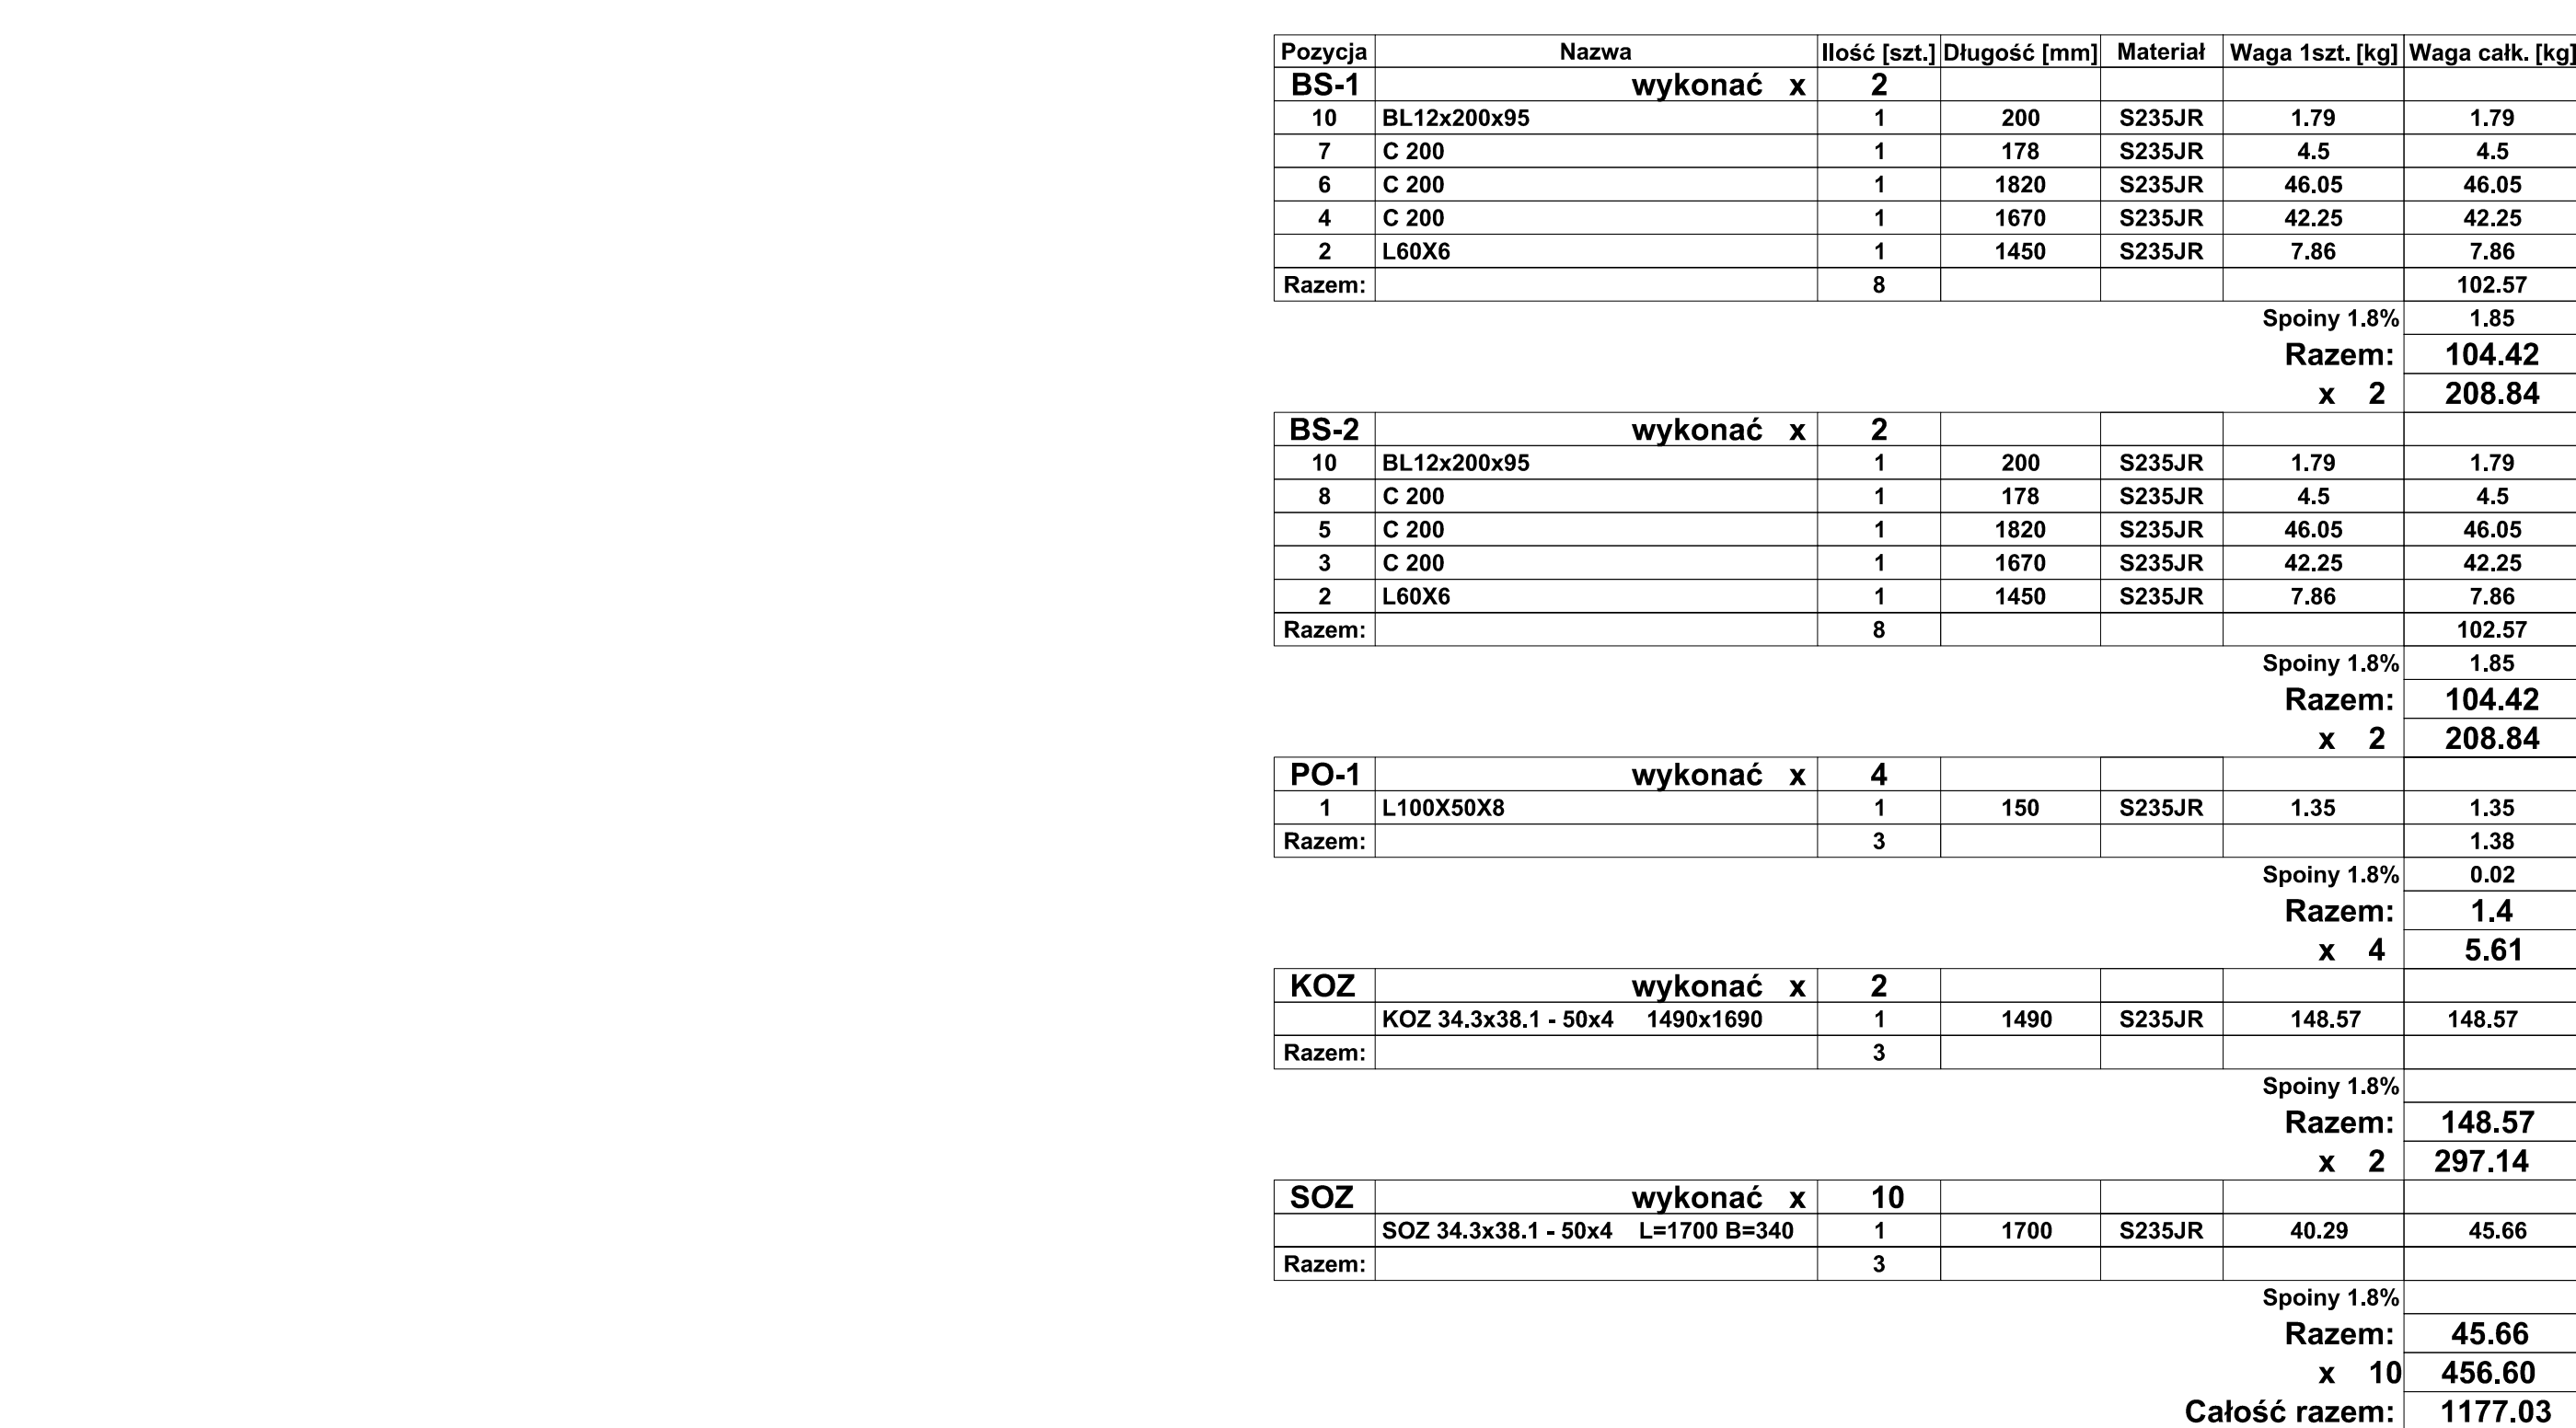 Pozycja Nazwa Ilość [szt.] Długość [mm] Materiał Waga 1szt. [kg] Waga całk. [kg]
BS-1 wykonać x 2
10 BL12x200x95 1 200 S235JR 1.79 1.79
7 C 200 1 178 S235JR 4.5 4.5
6 C 200 1 1820 S235JR 46.05 46.05
4 C 200 1 1670 S235JR 42.25 42.25
2 L60X6 1 1450 S235JR 7.86 7.86
Razem: 8 102.57
Spoiny 1.8% 1.85
Razem: 104.42
x 2 208.84
BS-2 wykonać x 2
10 BL12x200x95 1 200 S235JR 1.79 1.79
8 C 200 1 178 S235JR 4.5 4.5
5 C 200 1 1820 S235JR 46.05 46.05
3 C 200 1 1670 S235JR 42.25 42.25
2 L60X6 1 1450 S235JR 7.86 7.86
Razem: 8 102.57
Spoiny 1.8% 1.85
Razem: 104.42
x 2 208.84
PO-1 wykonać x 4
1 L100X50X8 1 150 S235JR 1.35 1.35
Razem: 3 1.38
Spoiny 1.8% 0.02
Razem: 1.4
x 4 5.61
KOZ wykonać x 2
KOZ 34.3x38.1 - 50x4 1490x1690 1 1490 S235JR 148.57 148.57
Razem: 3
Spoiny 1.8%
Razem: 148.57
x 2 297.14
SOZ wykonać x 10
SOZ 34.3x38.1 - 50x4 L=1700 B=340 1 1700 S235JR 40.29 45.66
Razem: 3
Spoiny 1.8%
Razem: 45.66
x 10 456.60
Całość razem: 1177.03